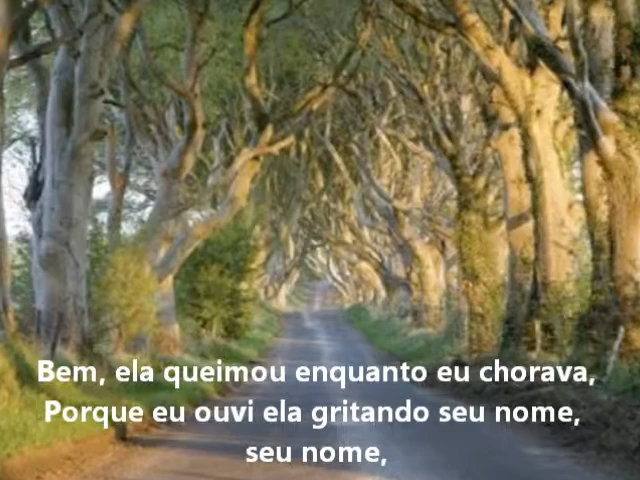 Bem, ela queimou enquanto eu chorava,
Porque eu ouvi ela gritando seu nome,
seu nome,